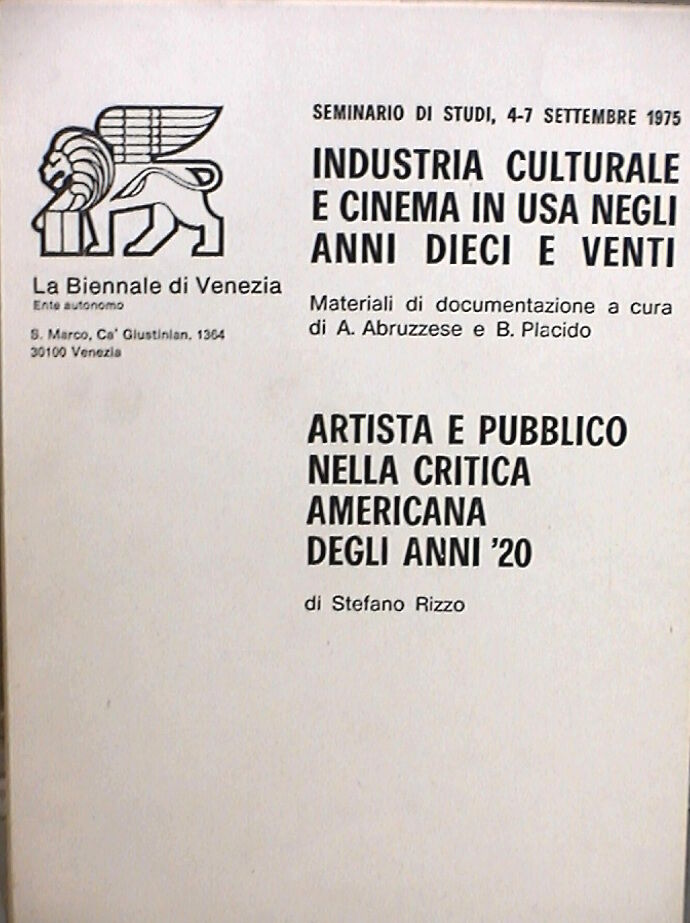 SEMINARIO DI STUDI, 4-7 SETTEMBRE 1975
INDUSTRIA CULTURALE
E CINEMA IN USA NEGLI
ANNI DIECI E VENTI
Materiali di documentazione a cura
di A. Abruzzese e B. Placido
La Biennale di Venezia
Ente autonomo
S. Marco, Ca' Giustinian, 1364
30100 Venezia
ARTISTA E PUBBLICO
NELLA CRITICA
AMERICANA
DEGLI ANNI '20
di Stefano Rizzo